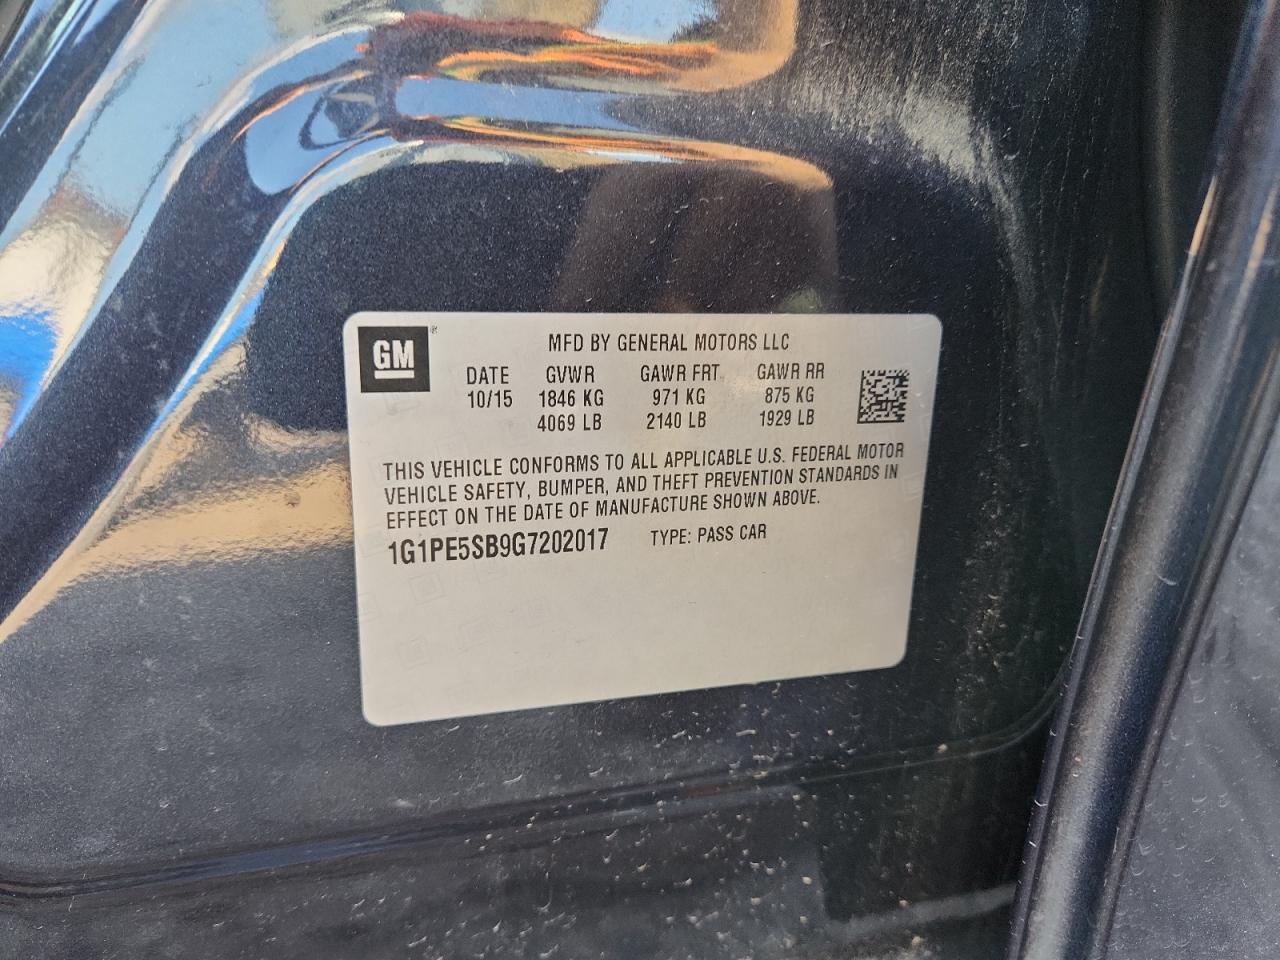 GM®
MFD BY GENERAL MOTORS LLC
DATE GVWR GAWR FRT GAWR RR
10/15 1846 KG 971 KG 875 KG
4069 LB 2140 LB 1929 LB
THIS VEHICLE CONFORMS TO ALL APPLICABLE U.S. FEDERAL MOTOR
VEHICLE SAFETY, BUMPER, AND THEFT PREVENTION STANDARDS IN
EFFECT ON THE DATE OF MANUFACTURE SHOWN ABOVE.
1G1PE5SB9G7202017 TYPE: PASS CAR